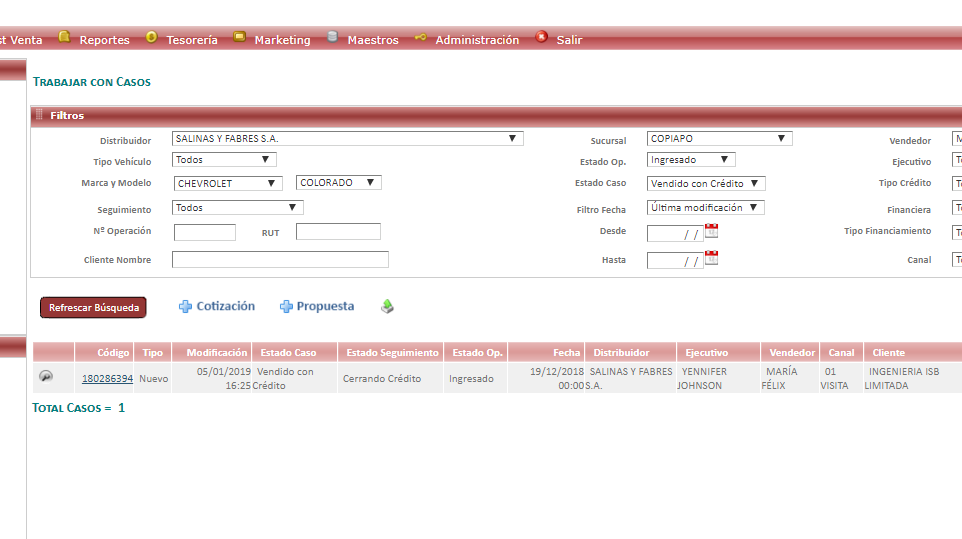 st Venta Reportes Tesorería Marketing Maestros Administración Salir
Trabajar con Casos
Filtros
Distribuidor SALINAS Y FABRES S.A. Sucursal COPIAPO Vendedor M
Tipo Vehículo Todos Estado Op. Ingresado Ejecutivo
Marca y Modelo CHEVROLET COLORADO Estado Caso Vendido con Crédito Tipo Crédito
Seguimiento Todos Filtro Fecha Última modificación Financiera
Nº Operación RUT Desde / / Tipo Financiamiento
Cliente Nombre Hasta / / Canal
Refrescar Búsqueda Cotización Propuesta
Código Tipo Modificación Estado Caso Estado Seguimiento Estado Op. Fecha Distribuidor Ejecutivo Vendedor Canal Cliente
180286394 Nuevo 05/01/2019 16:25 Vendido con Crédito Cerrando Crédito Ingresado 19/12/2018 00:00 SALINAS Y FABRES S.A. YENNIFER JOHNSON MARÍA FÉLIX 01 VISITA INGENIERIA ISB LIMITADA
Total Casos = 1